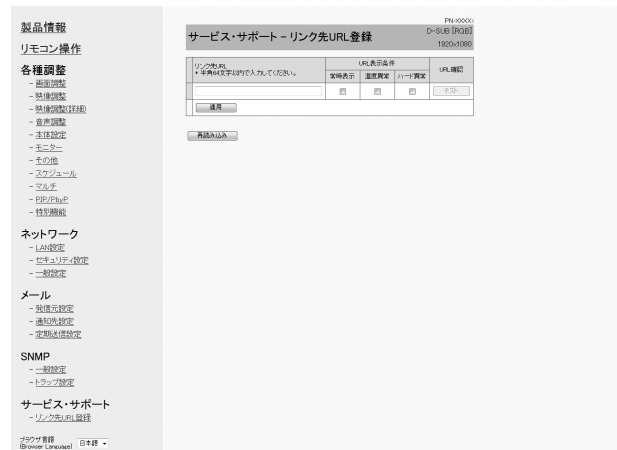 製品情報
リモコン操作
各種調整
- 画面調整
- 映像調整
- 映像調整(詳細)
- 音声調整
- 本体設定
- モニター
- その他
- スケジュール
- マルチ
- PIP/PbyP
- 特別機能
ネットワーク
- LAN設定
- セキュリティ設定
- 一般設定
メール
- 発信元設定
- 通知先設定
- 定期送信設定
SNMP
- 一般設定
- トラップ設定
サービス・サポート
- リンク先URL登録
ブラウザ言語
(Browser Language) 日本語
PN-XXXX:
サービス・サポート − リンク先URL登録
D-SUB [RGB]
1920x1080
リンク先URL
* 半角64文字以内で入力してください。
URL表示条件
URL確認
常時表示 温度異常 ハード異常
テスト
適用
再読み込み